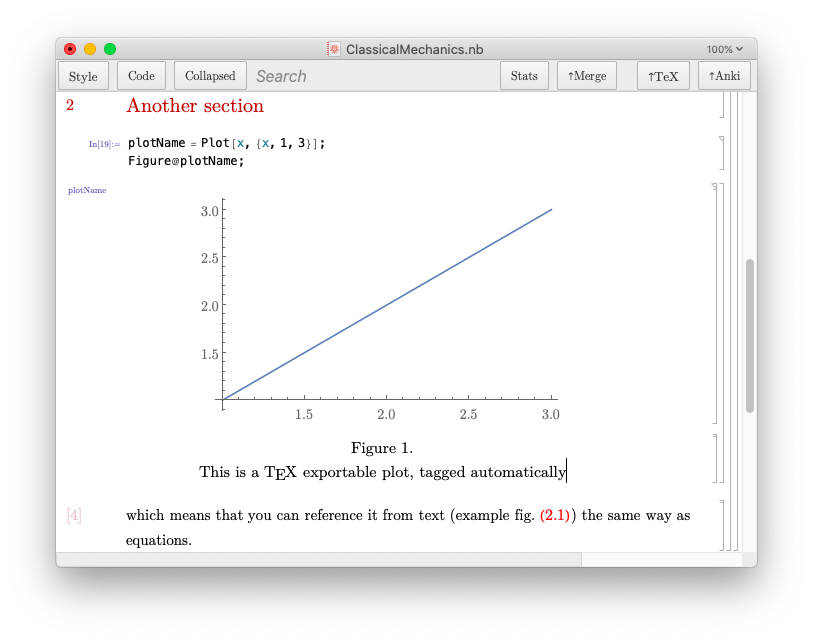 ClassicalMechanics.nb
100%
Style Code Collapsed Search Stats ↑Merge ↑TeX ↑Anki
2 Another section
In[19]:= plotName = Plot[x, {x, 1, 3}];
Figure@plotName;
plotName
3.0
2.5
2.0
1.5
1.5 2.0 2.5 3.0
Figure 1.
This is a TEX exportable plot, tagged automatically
[4] which means that you can reference it from text (example fig. (2.1)) the same way as
equations.